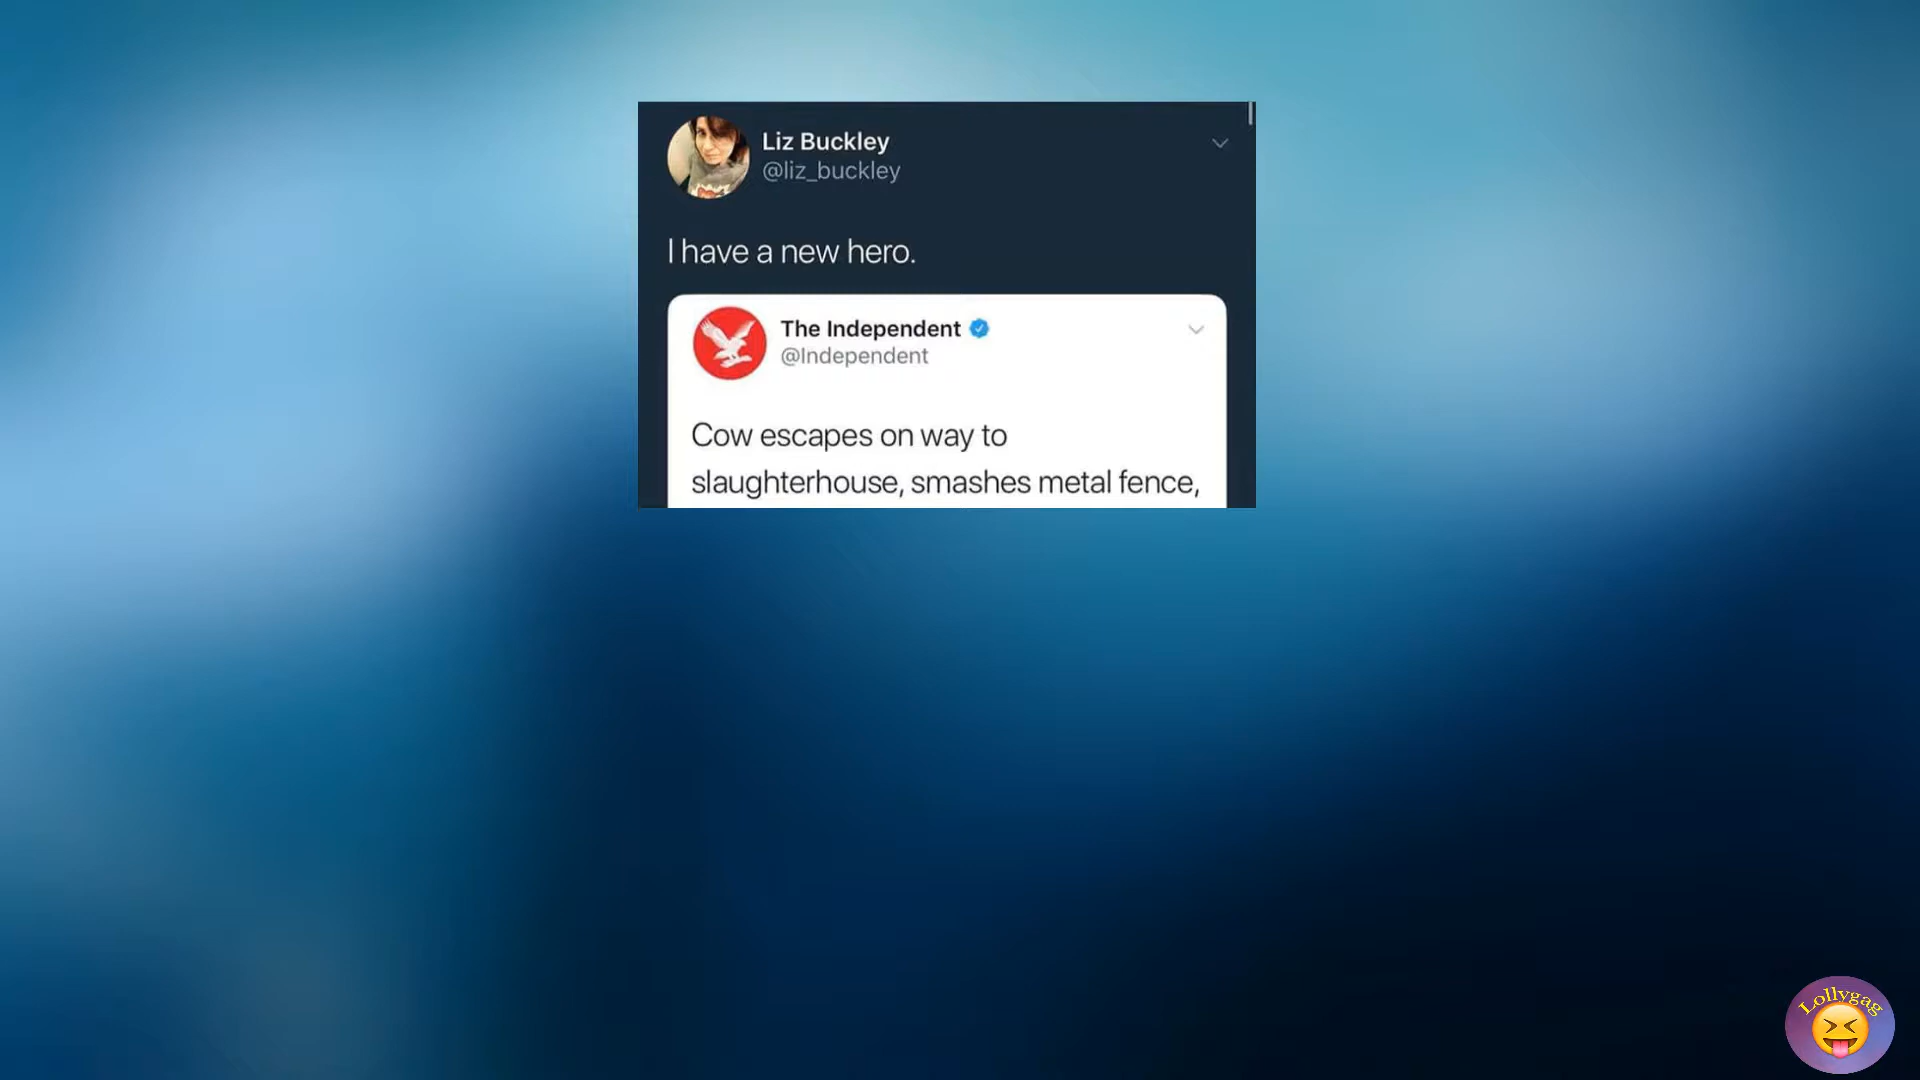 Liz Buckley
@liz_buckley
I have a new hero.
The Independent
@Independent
Cow escapes on way to
slaughterhouse, smashes metal fence,
Lollygag